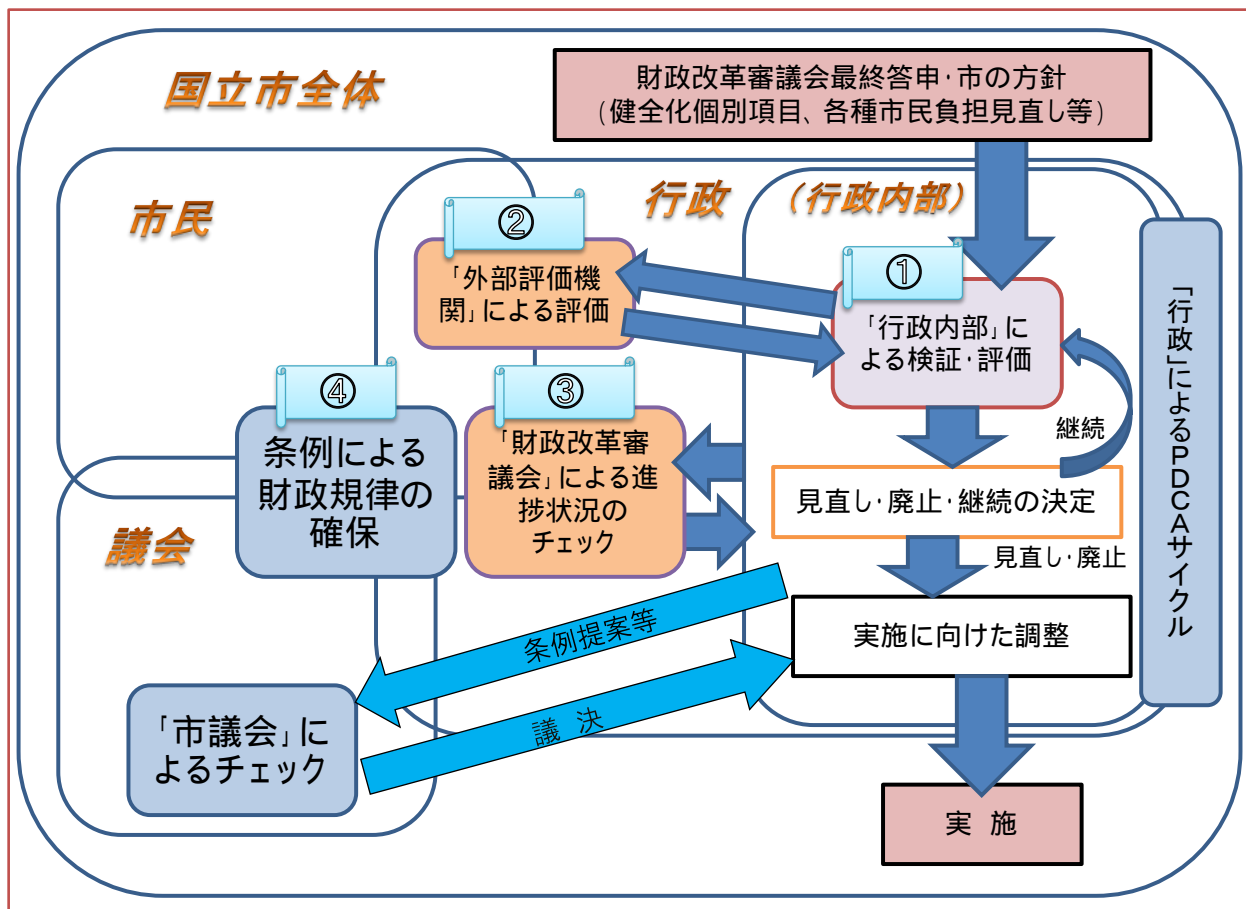 国立市全体
財政改革審議会最終答申・市の方針
(健全化個別項目、各種市民負担見直し等)
市民
行政
(行政内部)
②
「外部評価機
関」による評価
①
「行政内部」に
よる検証・評価
「行政」によるPDCAサイクル
④
条例による
財政規律の
確保
③
「財政改革審
議会」による進
捗状況の
チェック
継続
見直し・廃止・継続の決定
見直し・廃止
議会
条例提案等
実施に向けた調整
「市議会」に
よるチェック
議 決
実 施